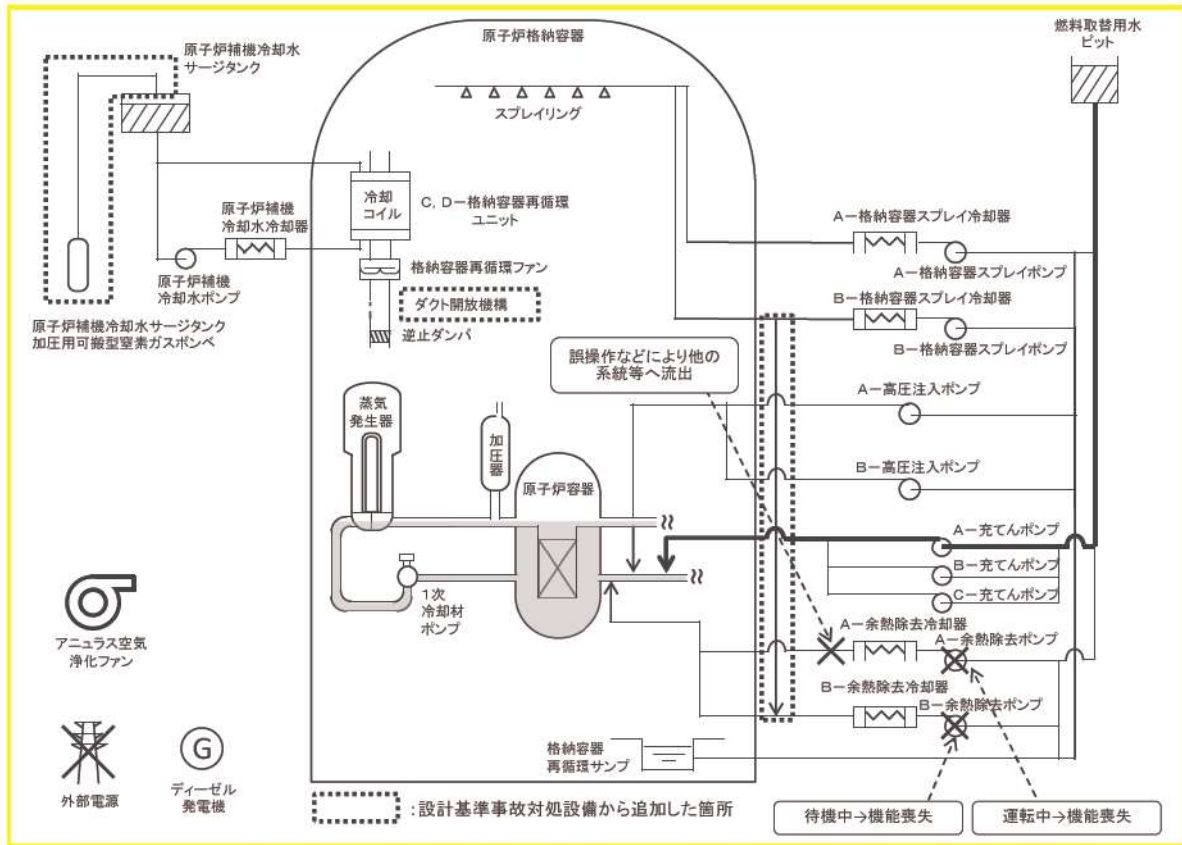 原子炉格納容器
燃料取替用水
ピット
原子炉補機冷却水
サージタンク
スプレイリング
冷却
コイル
C,D－格納容器再循環
ユニット
原子炉補機
冷却水冷却器
A－格納容器スプレイ冷却器
A－格納容器スプレイポンプ
原子炉補機
冷却水ポンプ
格納容器再循環ファン
ダクト開放機構
逆止ダンパ
B－格納容器スプレイ冷却器
B－格納容器スプレイポンプ
原子炉補機冷却水サージタンク
加圧用可搬型窒素ガスボンベ
誤操作などにより他の
系統等へ流出
A－高圧注入ポンプ
蒸気
発生器
加
圧
器
原子炉容器
B－高圧注入ポンプ
A－充てんポンプ
B－充てんポンプ
C－充てんポンプ
1次
冷却材
ポンプ
アニュラス空気
浄化ファン
A－余熱除去冷却器
A－余熱除去ポンプ
B－余熱除去冷却器
B－余熱除去ポンプ
G
格納容器
再循環サンプ
外部電源
ディーゼル
発電機
：設計基準事故対処設備から追加した箇所
待機中→機能喪失
運転中→機能喪失